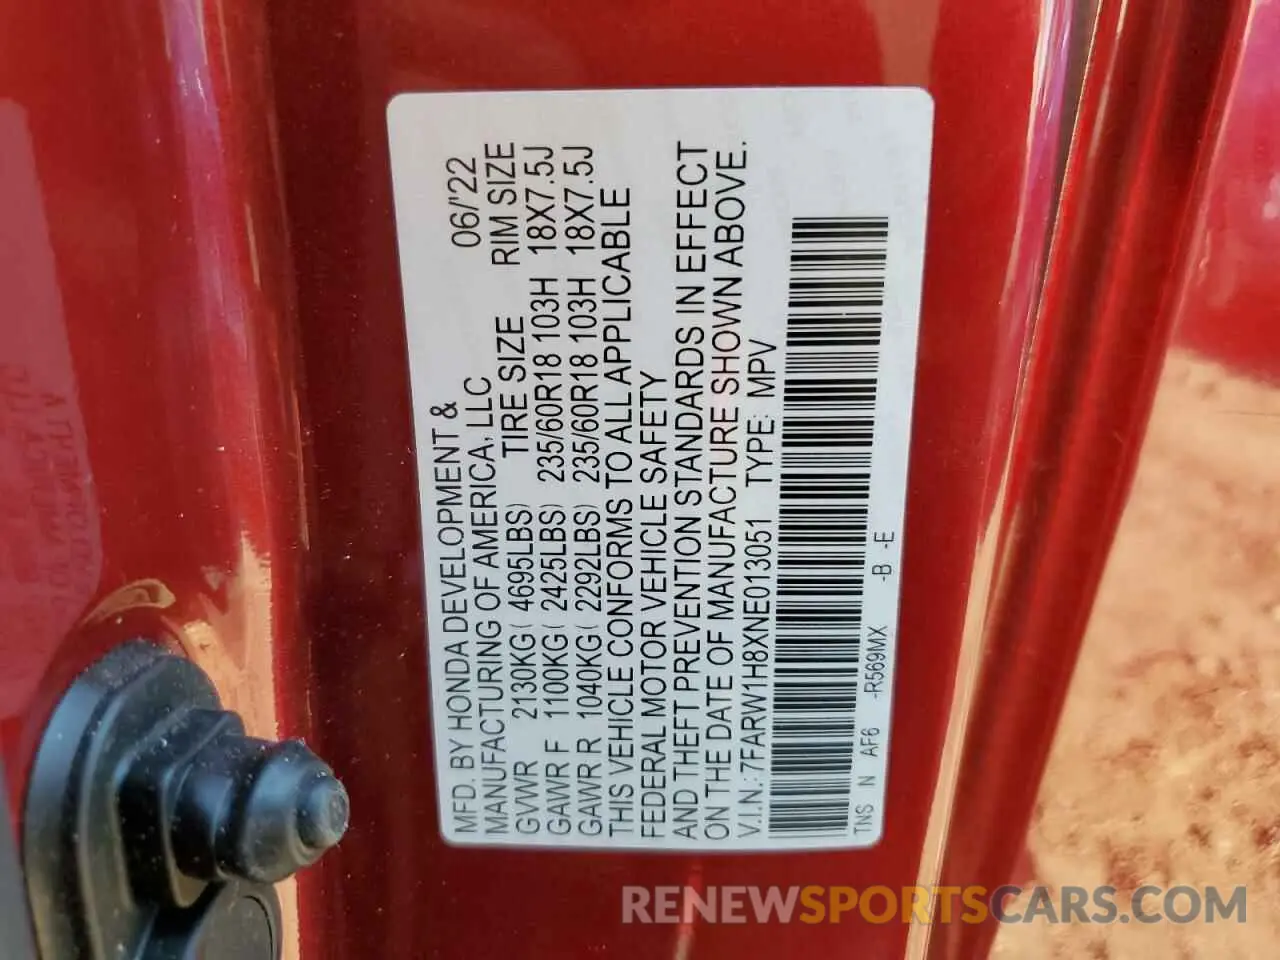 MFD. BY HONDA DEVELOPMENT & 06/'22
MANUFACTURING OF AMERICA, LLC
TIRE SIZE RIM SIZE
GVWR 2130KG( 4695LBS)
GAWR F 1100KG( 2425LBS) 235/60R18 103H 18X7.5J
GAWR R 1040KG( 2292LBS) 235/60R18 103H 18X7.5J
THIS VEHICLE CONFORMS TO ALL APPLICABLE
FEDERAL MOTOR VEHICLE SAFETY
AND THEFT PREVENTION STANDARDS IN EFFECT
ON THE DATE OF MANUFACTURE SHOWN ABOVE.
V.I.N.: 7FARW1H8XNE013051 TYPE: MPV
TNS N AF6 -R569MX -B -E
RENEWSPORTSCARS.COM